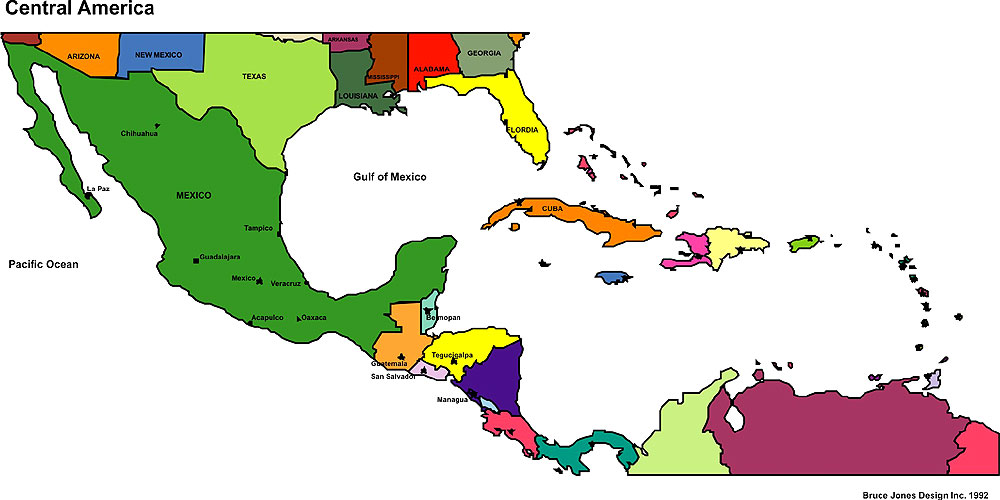 Central America
ARKANSAS
ARIZONA
NEW MEXICO
GEORGIA
TEXAS
ALABAMA
MISSISSIPPI
LOUISIANA
FLORDIA
Chihuahua
Gulf of Mexico
La Paz
MEXICO
CUBA
Tampico
Pacific Ocean
Guadalajara
Mexico
Veracruz
Acapulco
Oaxaca
Belmopan
Tegucigalpa
Guatemala
San Salvador
Managua
Bruce Jones Design Inc. 1992